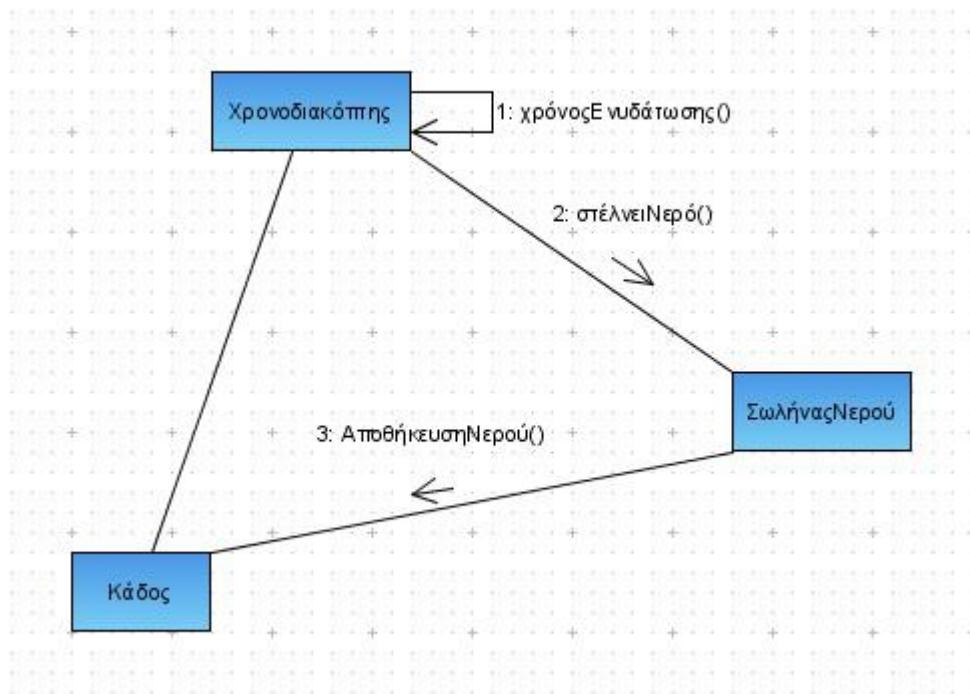 Χρονοδιακόπτης
1: χρόνοςΕνυδάτωσης()
2: στέλνειΝερό()
ΣωλήναςΝερού
3: ΑποθήκευσηΝερού()
Κάδος